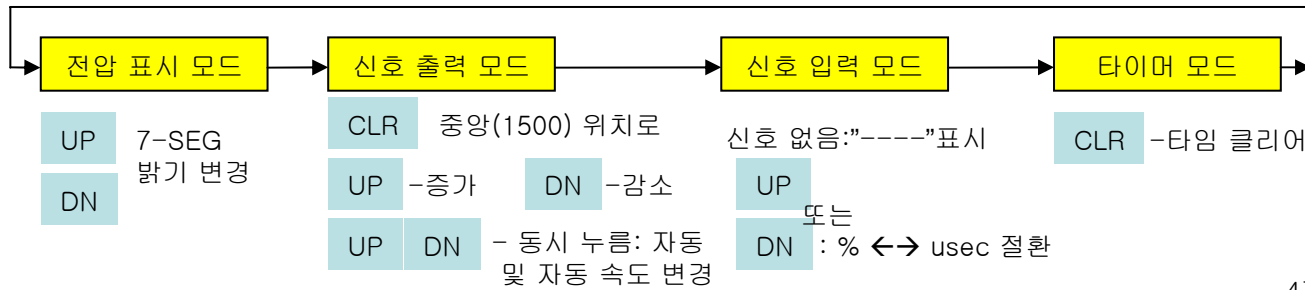 전압 표시 모드
신호 출력 모드
신호 입력 모드
타이머 모드
UP
DN
7-SEG
밝기 변경
CLR 중앙(1500) 위치로
UP -증가 DN -감소
UP DN - 동시 누름: 자동
및 자동 속도 변경
신호 없음:"----"표시
UP
또는
DN : % ←→ usec 절환
CLR -타임 클리어